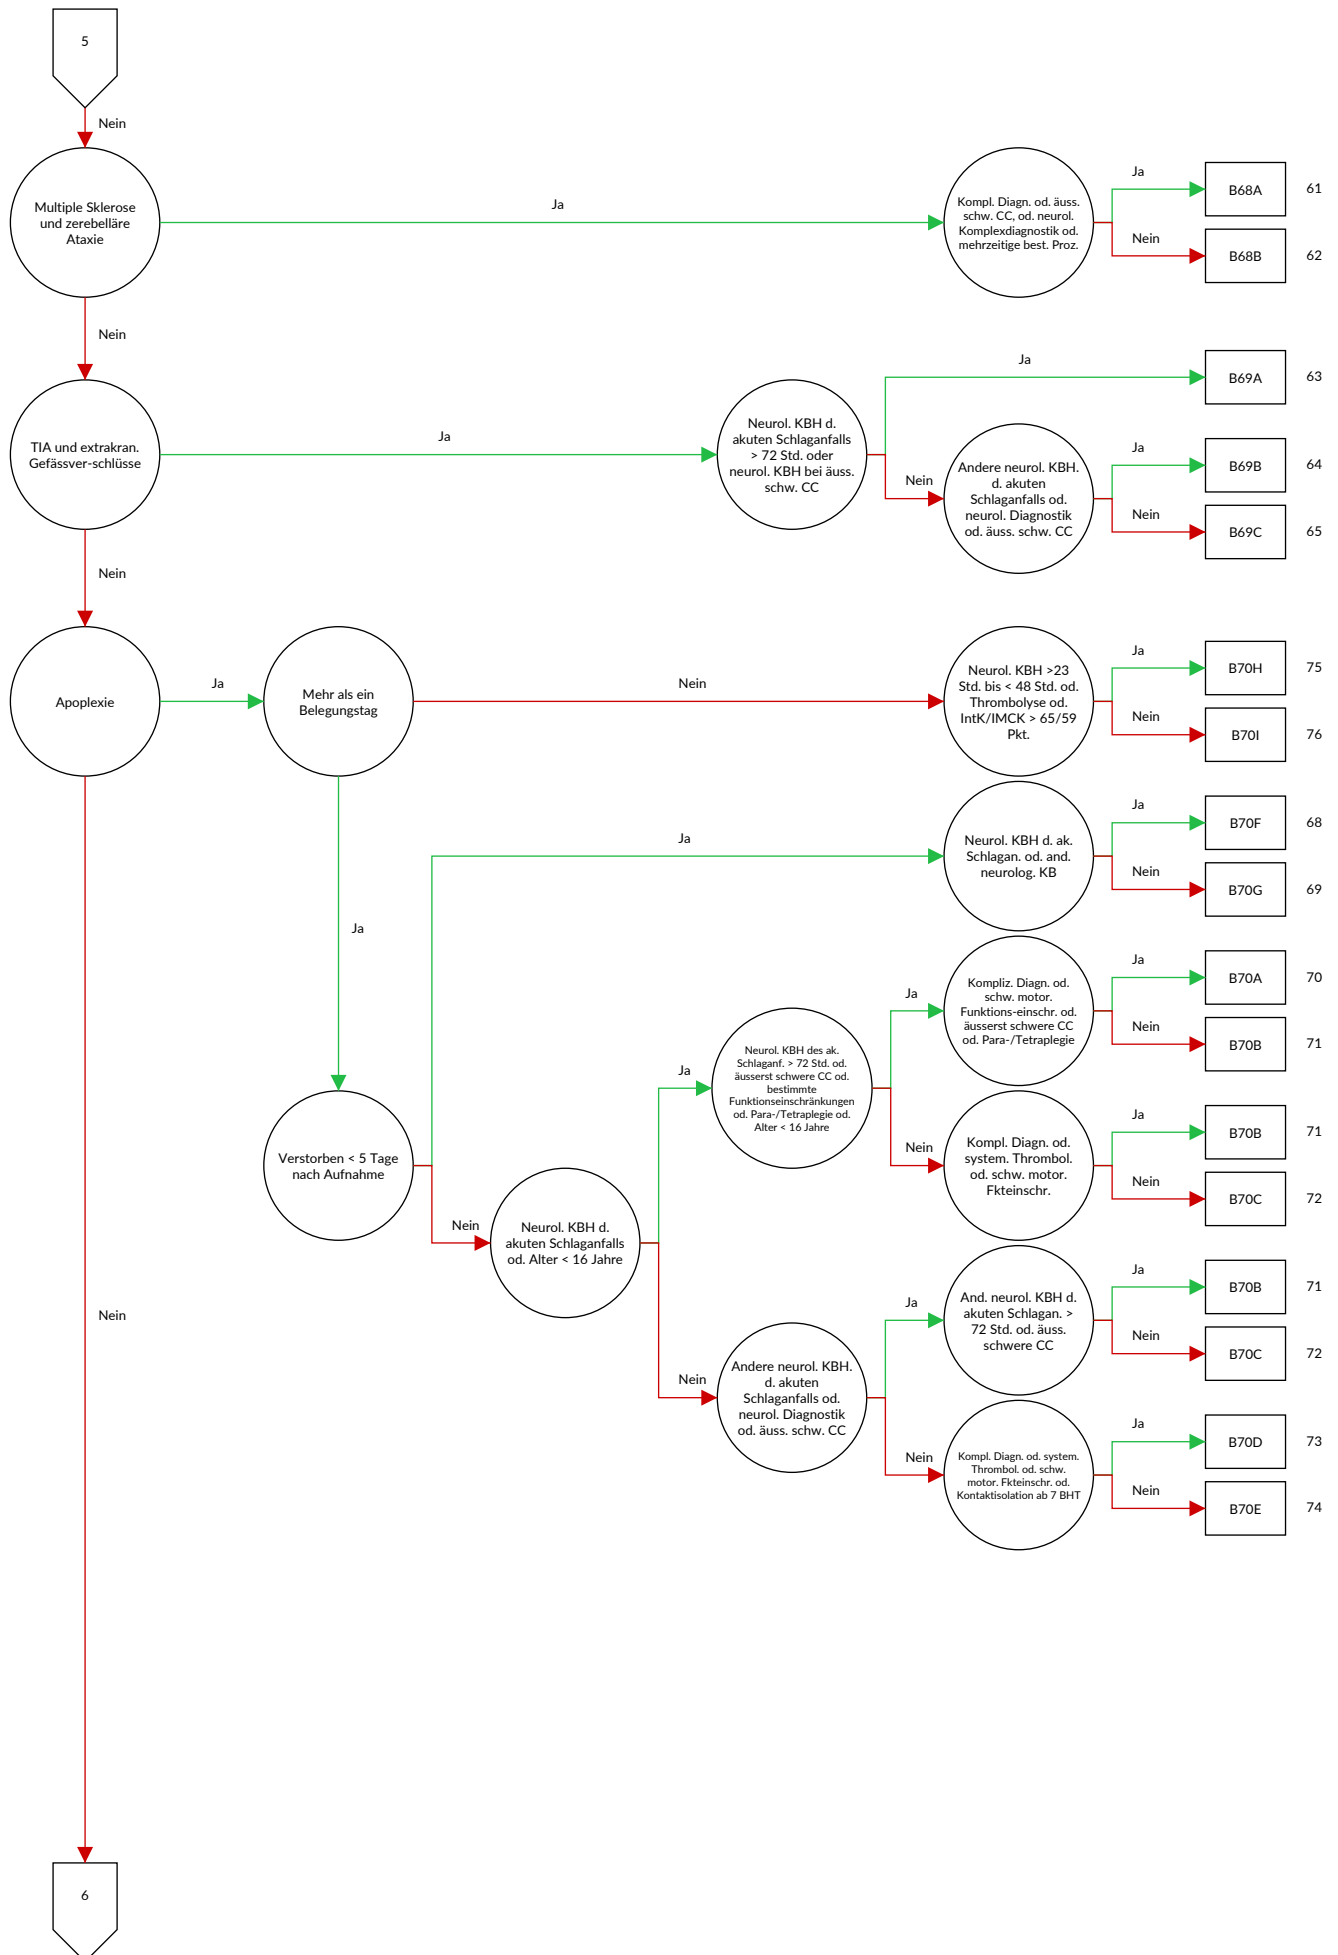 5
Nein
Multiple Sklerose
und zerebelläre
Ataxie
Ja
Kompl. Diagn. od. äuss.
schw. CC, od. neurol.
Komplexdiagnostik od.
mehrzeitige best. Proz.
Ja
B68A
61
Nein
B68B
62
Nein
TIA und extrakran.
Gefässver-schlüsse
Ja
Neurol. KBH d.
akuten Schlaganfalls
> 72 Std. oder
neurol. KBH bei äuss.
schw. CC
Ja
B69A
63
Nein
Andere neurol. KBH.
d. akuten
Schlaganfalls od.
neurol. Diagnostik
od. äuss. schw. CC
Ja
B69B
64
Nein
B69C
65
Nein
Apoplexie
Ja
Mehr als ein
Belegungstag
Nein
Neurol. KBH >23
Std. bis < 48 Std. od.
Thrombolyse od.
IntK/IMCK > 65/59
Pkt.
Ja
B70H
75
Nein
B70I
76
Ja
Verstorben < 5 Tage
nach Aufnahme
Ja
Neurol. KBH d. ak.
Schlagan. od. and.
neurolog. KB
Ja
B70F
68
Nein
B70G
69
Nein
Neurol. KBH d.
akuten Schlaganfalls
od. Alter < 16 Jahre
Ja
Neurol. KBH des ak.
Schlaganf. > 72 Std. od.
äusserst schwere CC od.
bestimmte
Funktionseinschränkungen
od. Para-/Tetraplegie od.
Alter < 16 Jahre
Ja
Kompliz. Diagn. od.
schw. motor.
Funktions-einschr. od.
äusserst schwere CC
od. Para-/Tetraplegie
Ja
B70A
70
Nein
B70B
71
Nein
Kompl. Diagn. od.
system. Thrombol.
od. schw. motor.
Fkteinschr.
Ja
B70B
71
Nein
B70C
72
Nein
Andere neurol. KBH.
d. akuten
Schlaganfalls od.
neurol. Diagnostik
od. äuss. schw. CC
Ja
And. neurol. KBH d.
akuten Schlagan. >
72 Std. od. äuss.
schwere CC
Ja
B70B
71
Nein
B70C
72
Nein
Kompl. Diagn. od. system.
Thrombol. od. schw.
motor. Fkteinschr. od.
Kontaktisolation ab 7 BHT
Ja
B70D
73
Nein
B70E
74
Nein
6